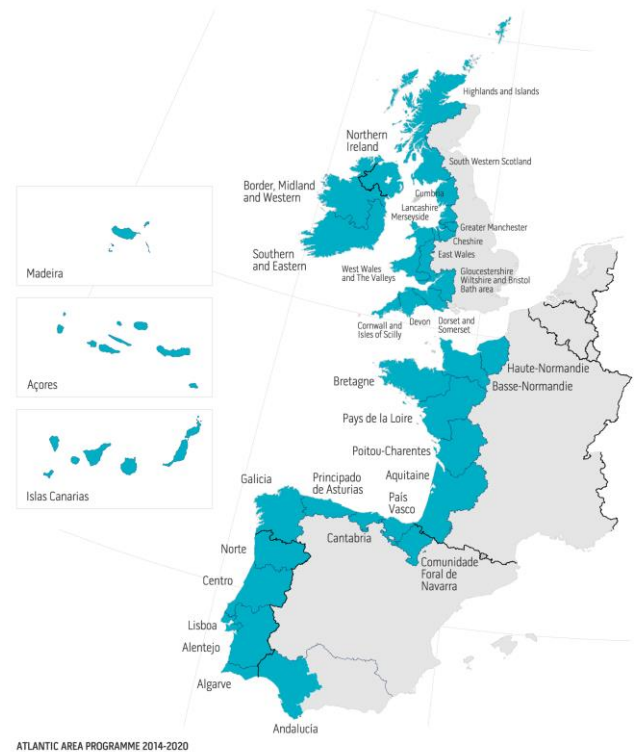 Highlands and Islands
Northern
Ireland
South Western Scotland
Border, Midland
and Western
Cumbria
Lancashire
Merseyside
Greater Manchester
Cheshire
East Wales
Southern
and Eastern
West Wales
and The Valleys
Gloucestershire
Wiltshire and Bristol
Bath area
Cornwall and
Isles of Scilly
Devon
Dorset and
Somerset
Madeira
Açores
Islas Canarias
Haute-Normandie
Basse-Normandie
Bretagne
Pays de la Loire
Poitou-Charentes
Aquitaine
País
Vasco
Principado
de Asturias
Galicia
Cantabria
Comunidade
Foral de
Navarra
Norte
Centro
Lisboa
Alentejo
Algarve
Andalucía
ATLANTIC AREA PROGRAMME 2014-2020